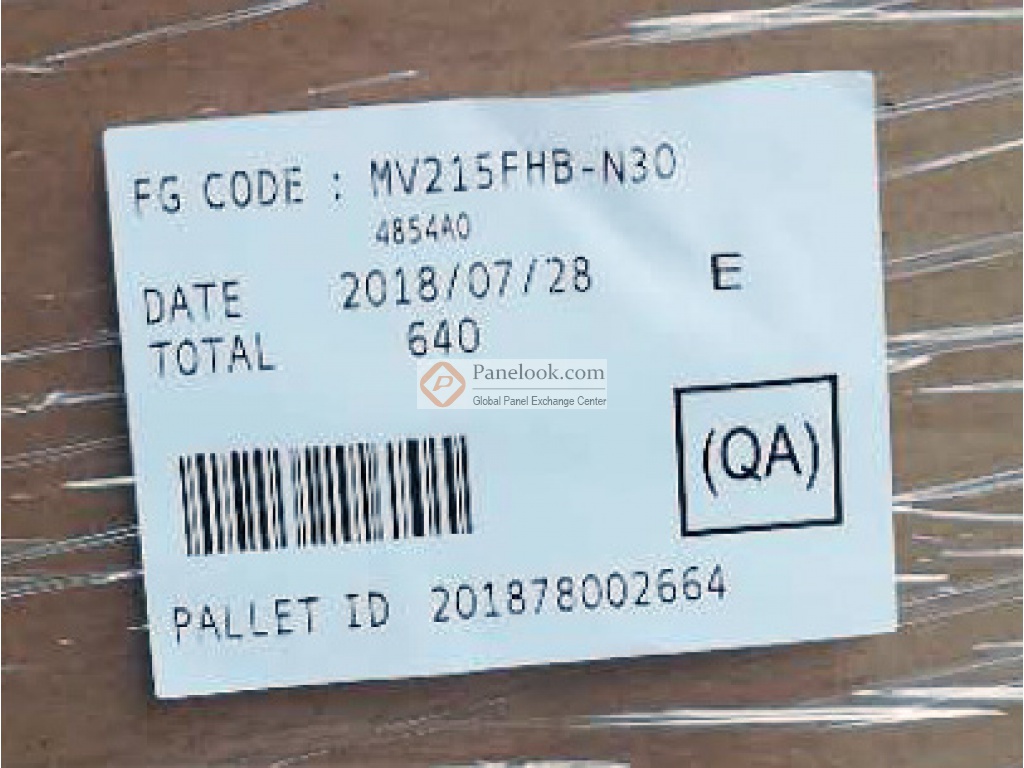 FG CODE : MV215FHB-N30
4854A0
DATE 2018/07/28 E
TOTAL 640
Panelook.com
Global Panel Exchange Center
(QA)
PALLET ID 201878002664